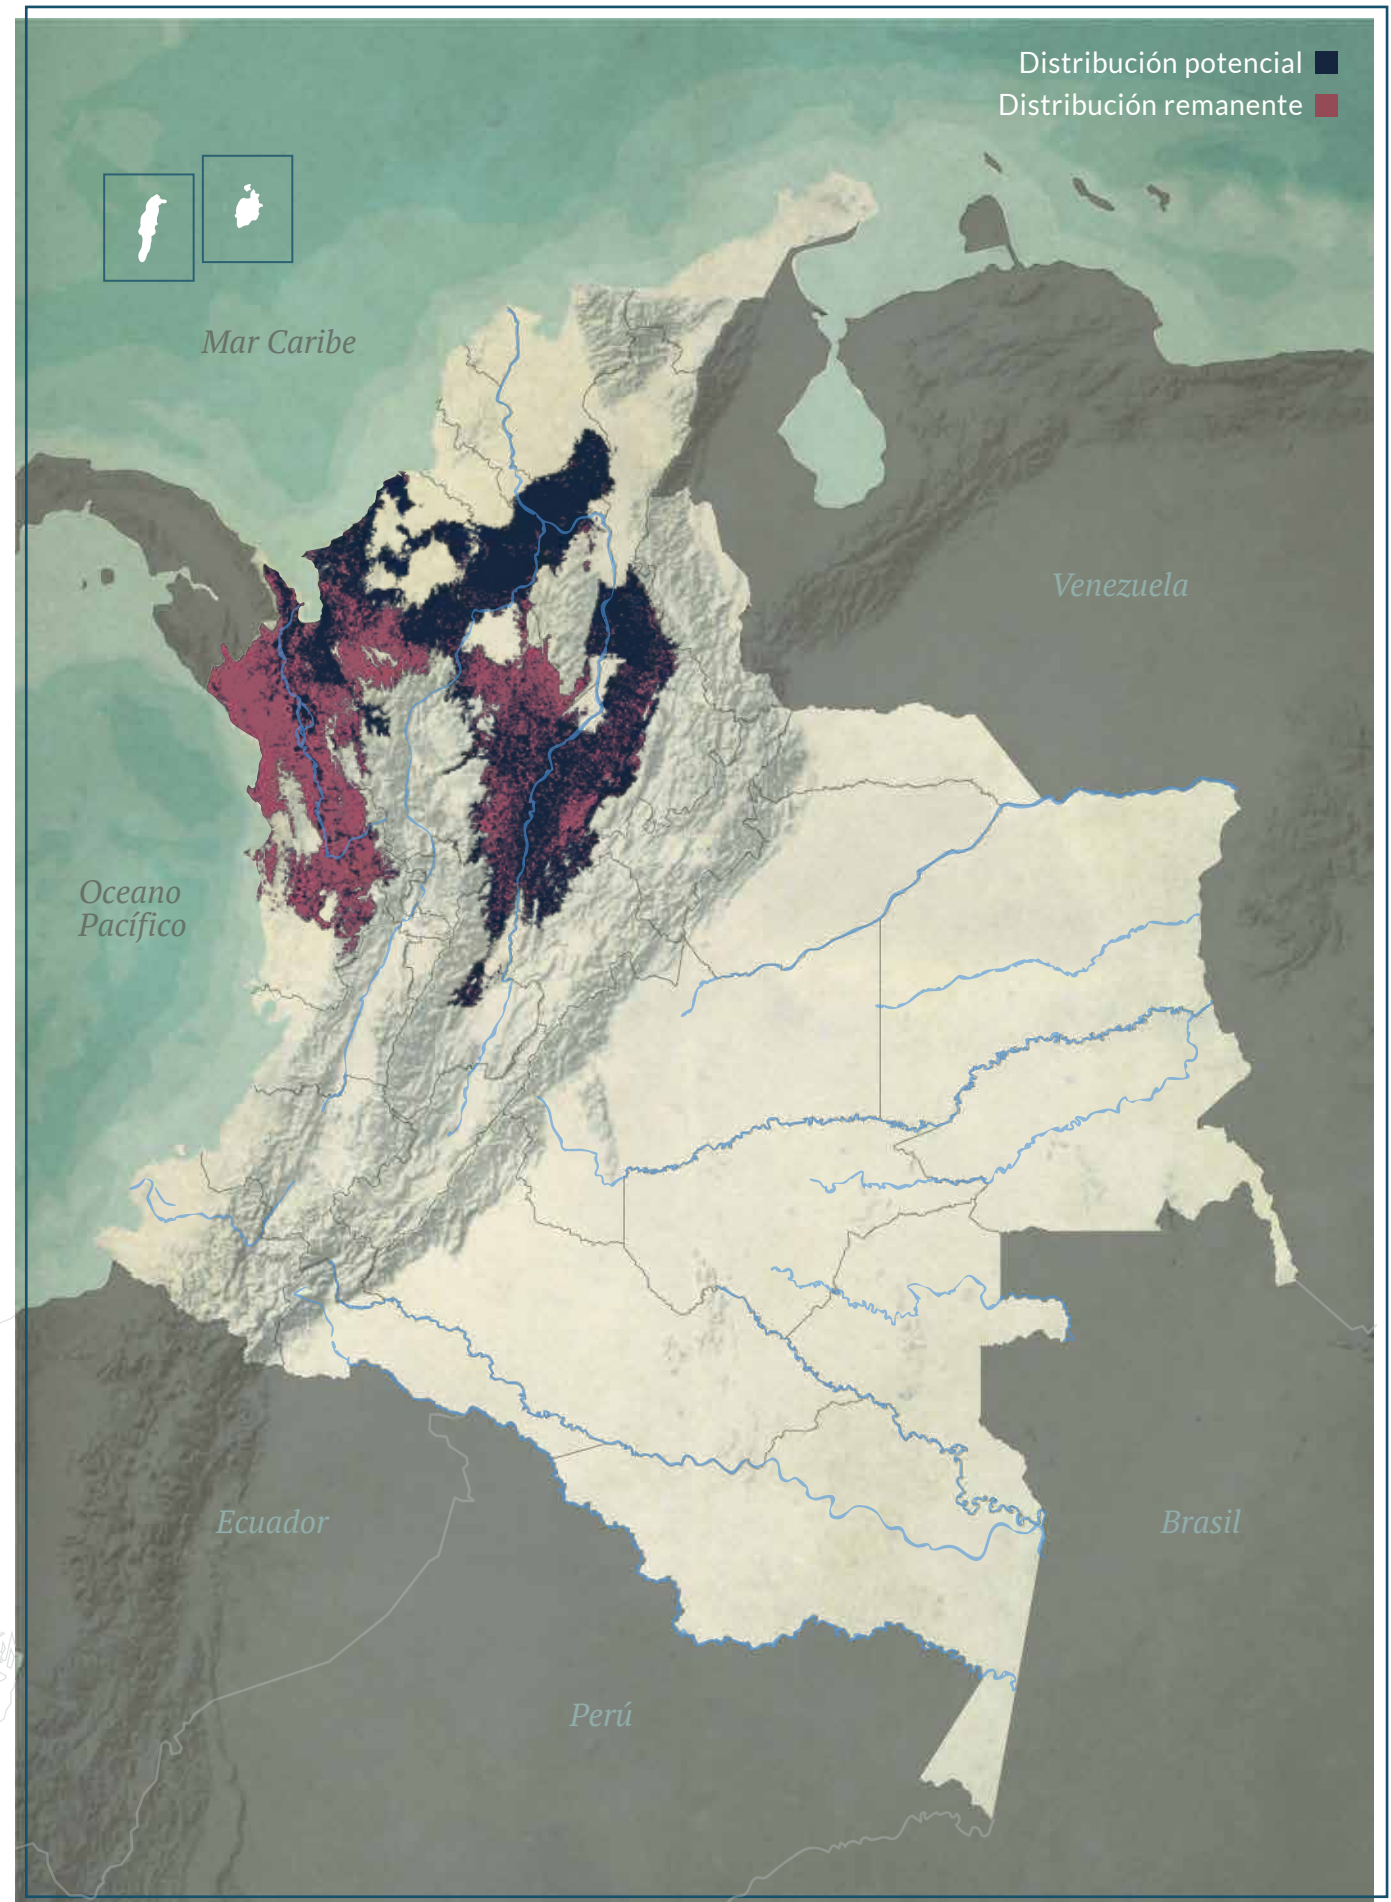 Distribución potencial
Distribución remanente
Mar Caribe
Venezuela
Oceano
Pacífico
Ecuador
Brasil
Perú